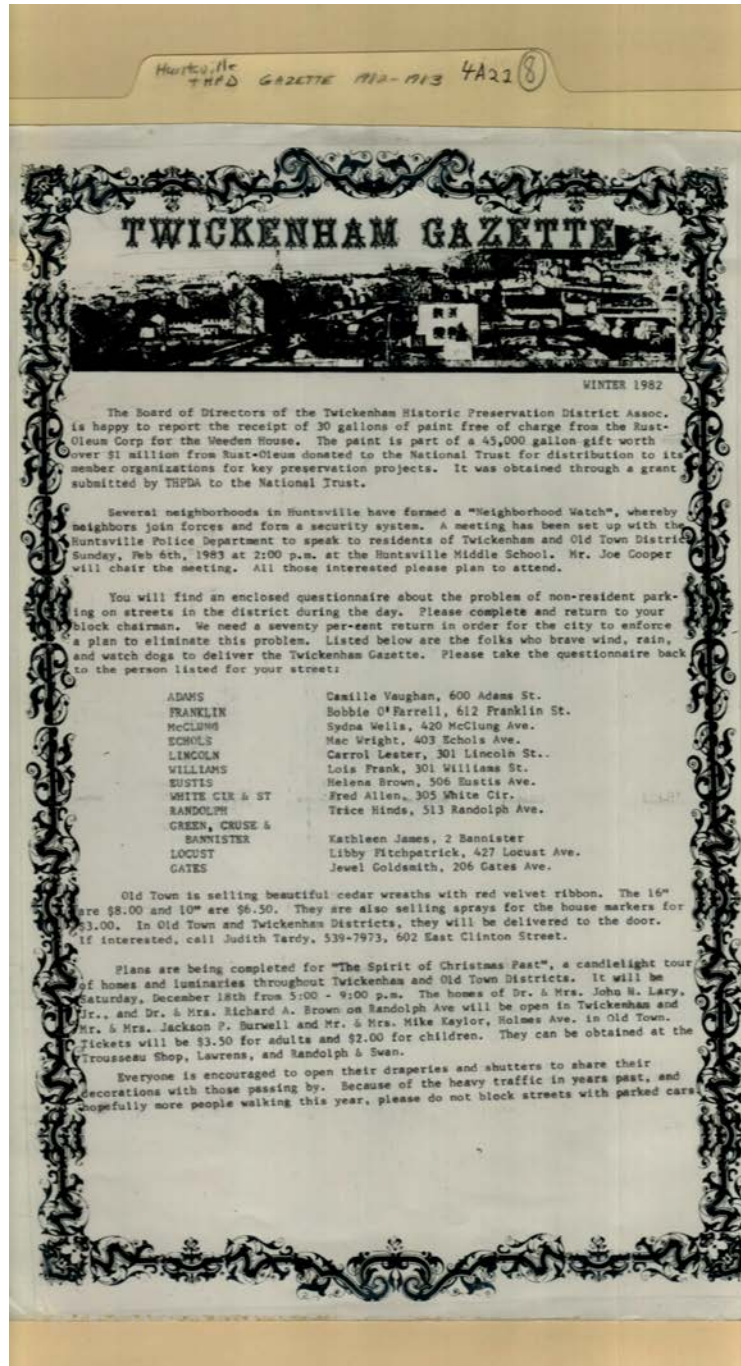 Huntsville
THPD GAZETTE 1982-1983 4A22 8
TWICKENHAM GAZETTE
WINTER 1982
The Board of Directors of the Twickenham Historic Preservation District Assoc.
is happy to report the receipt of 30 gallons of paint free of charge from the Rust-
Oleum Corp for the Weeden House. The paint is part of a 45,000 gallon gift worth
over $1 million from Rust-Oleum donated to the National Trust for distribution to its
member organizations for key preservation projects. It was obtained through a grant
submitted by THPDA to the National Trust.
Several neighborhoods in Huntsville have formed a "Neighborhood Watch", whereby
neighbors join forces and form a security system. A meeting has been set up with the
Huntsville Police Department to speak to residents of Twickenham and Old Town District
Sunday, Feb 6th, 1983 at 2:00 p.m. at the Huntsville Middle School. Mr. Joe Cooper
will chair the meeting. All those interested please plan to attend.
You will find an enclosed questionnaire about the problem of non-resident park-
ing on streets in the district during the day. Please complete and return to your
block chairman. We need a seventy per-cent return in order for the city to enforce
a plan to eliminate this problem. Listed below are the folks who brave wind, rain,
and watch dogs to deliver the Twickenham Gazette. Please take the questionnaire back
to the person listed for your street:
ADAMS Camille Vaughan, 600 Adams St.
FRANKLIN Bobbie O'Farrell, 612 Franklin St.
McCLUNG Sydna Wells, 420 McClung Ave.
ECHOLS Mac Wright, 403 Echols Ave.
LINCOLN Carrol Lester, 301 Lincoln St..
WILLIAMS Lois Frank, 301 Williams St.
EUSTIS Helena Brown, 506 Eustis Ave.
WHITE CIR & ST Fred Allen, 305 White Cir.
RANDOLPH Trice Hinds, 513 Randolph Ave.
GREEN, CRUSE &
BANNISTER Kathleen James, 2 Bannister
LOCUST Libby Fitchpatrick, 427 Locust Ave.
GATES Jewel Goldsmith, 206 Gates Ave.
Old Town is selling beautiful cedar wreaths with red velvet ribbon. The 16"
are $8.00 and 10" are $6.50. They are also selling sprays for the house markers for
$3.00. In Old Town and Twickenham Districts, they will be delivered to the door.
If interested, call Judith Tardy, 539-7973, 602 East Clinton Street.
Plans are being completed for "The Spirit of Christmas Past", a candlelight tour
of homes and luminaries throughout Twickenham and Old Town Districts. It will be
Saturday, December 18th from 5:00 - 9:00 p.m. The homes of Dr. & Mrs. John H. Lary,
Jr., and Dr. & Mrs. Richard A. Brown on Randolph Ave will be open in Twickenham and
Mr. & Mrs. Jackson P. Burwell and Mr. & Mrs. Mike Kaylor, Holmes Ave. in Old Town.
Tickets will be $3.50 for adults and $2.00 for children. They can be obtained at the
Trousseau Shop, Lawrens, and Randolph & Swan.
Everyone is encouraged to open their draperies and shutters to share their
decorations with those passing by. Because of the heavy traffic in years past, and
hopefully more people walking this year, please do not block streets with parked cars